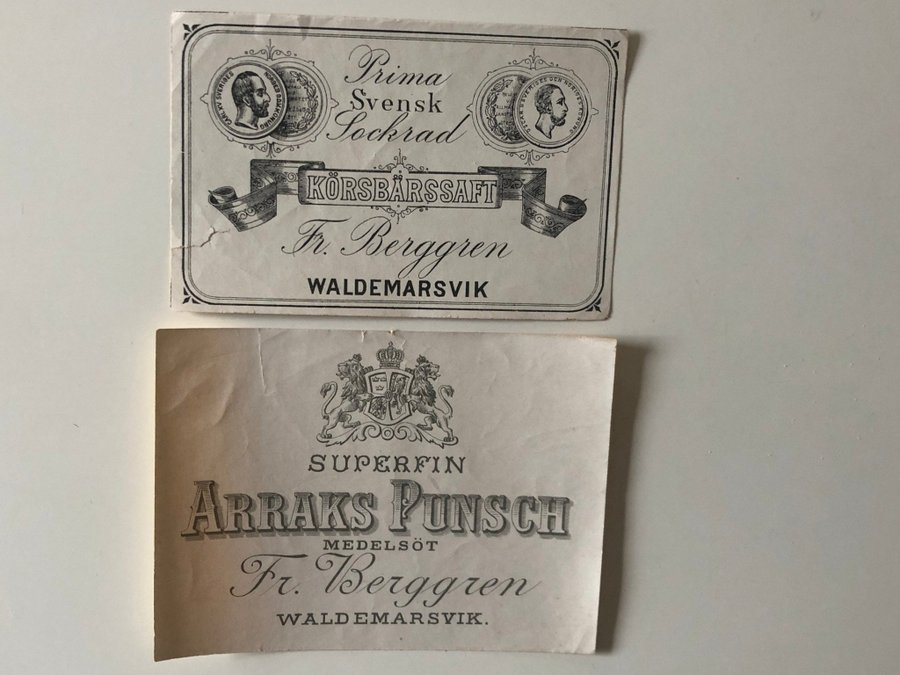 Prima
Svensk
Sockrad
KÖRSBÄRSSAFT
Fr. Berggren
WALDEMARSVIK
SUPERFIN
ARRAKS PUNSCH
MEDELSÖT
Fr. Berggren
WALDEMARSVIK.